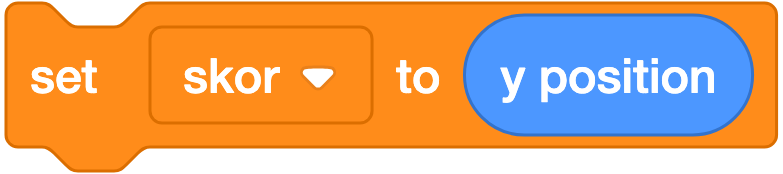 set skor to y position